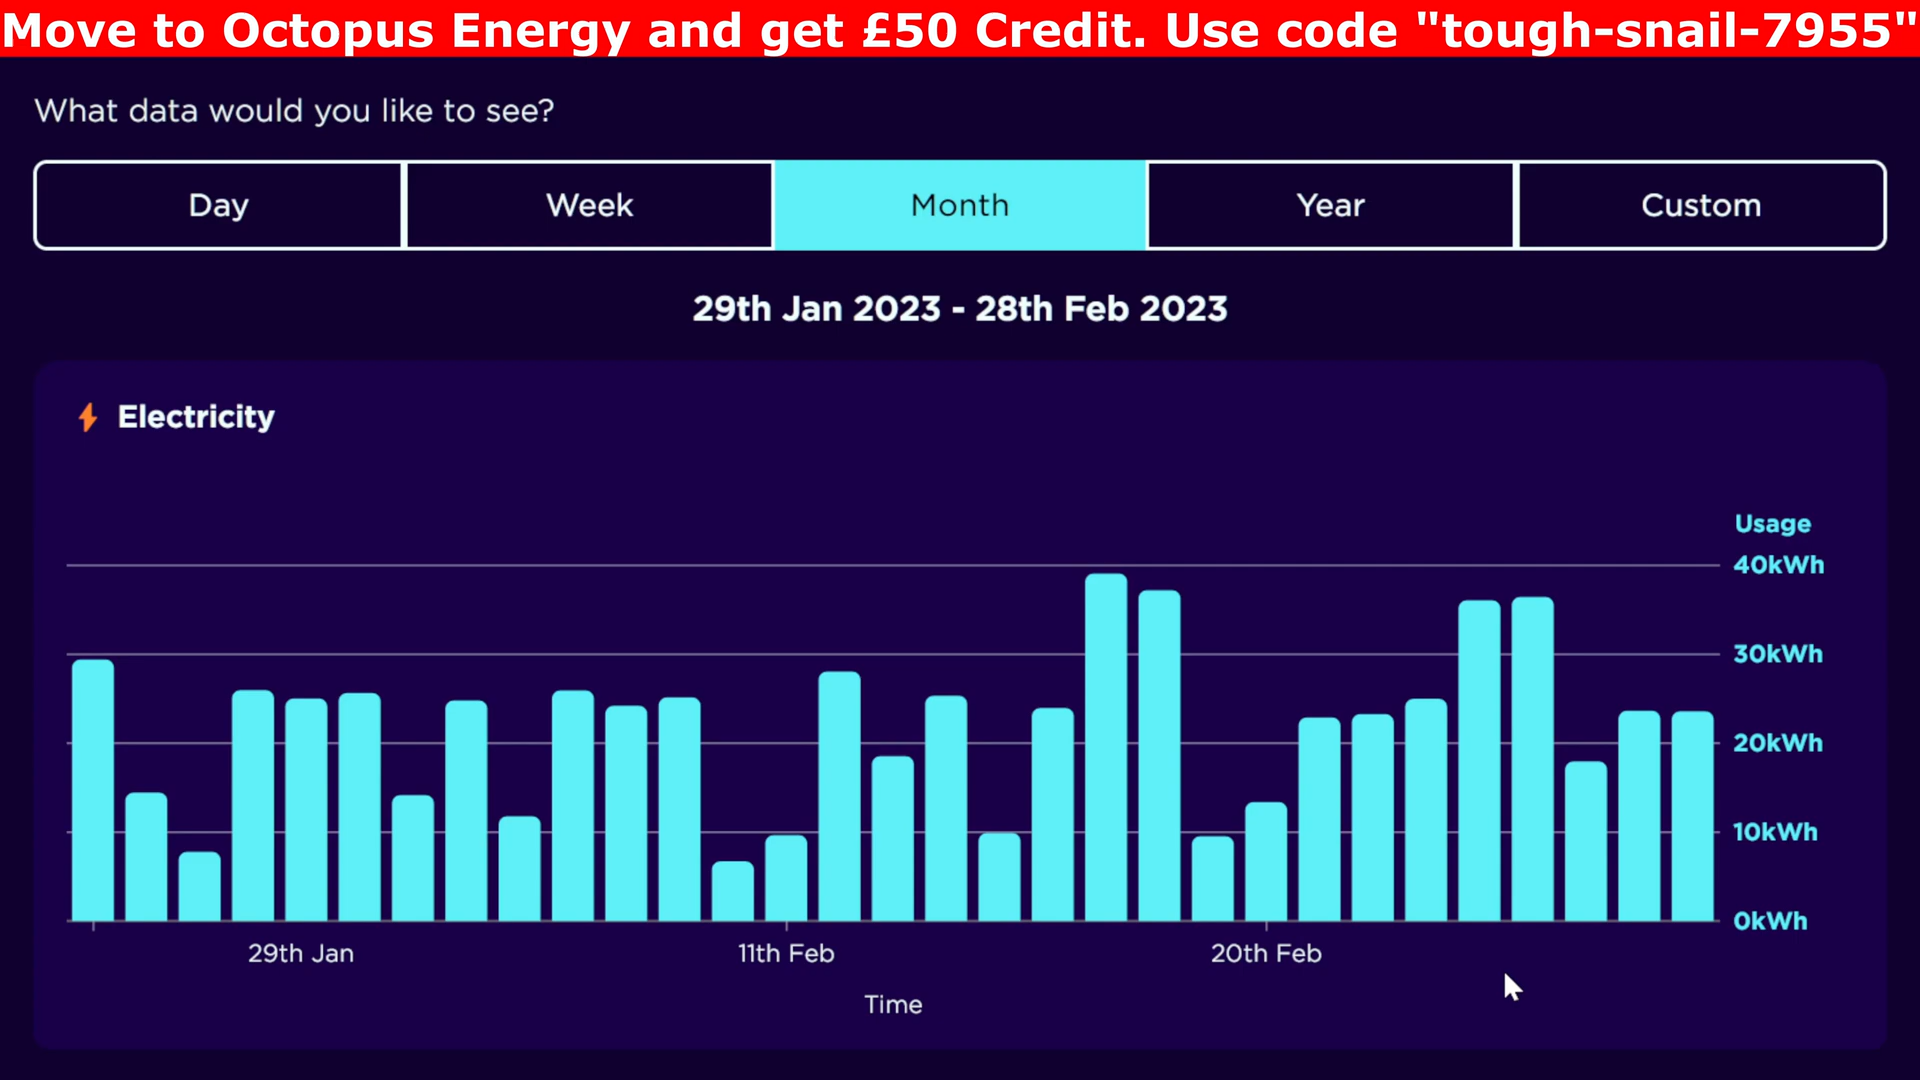 Move to Octopus Energy and get £50 Credit. Use code "tough-snail-7955"
What data would you like to see?
Day Week Month Year Custom
29th Jan 2023 - 28th Feb 2023
Electricity
Usage
40kWh
30kWh
20kWh
10kWh
0kWh
29th Jan 11th Feb 20th Feb
Time